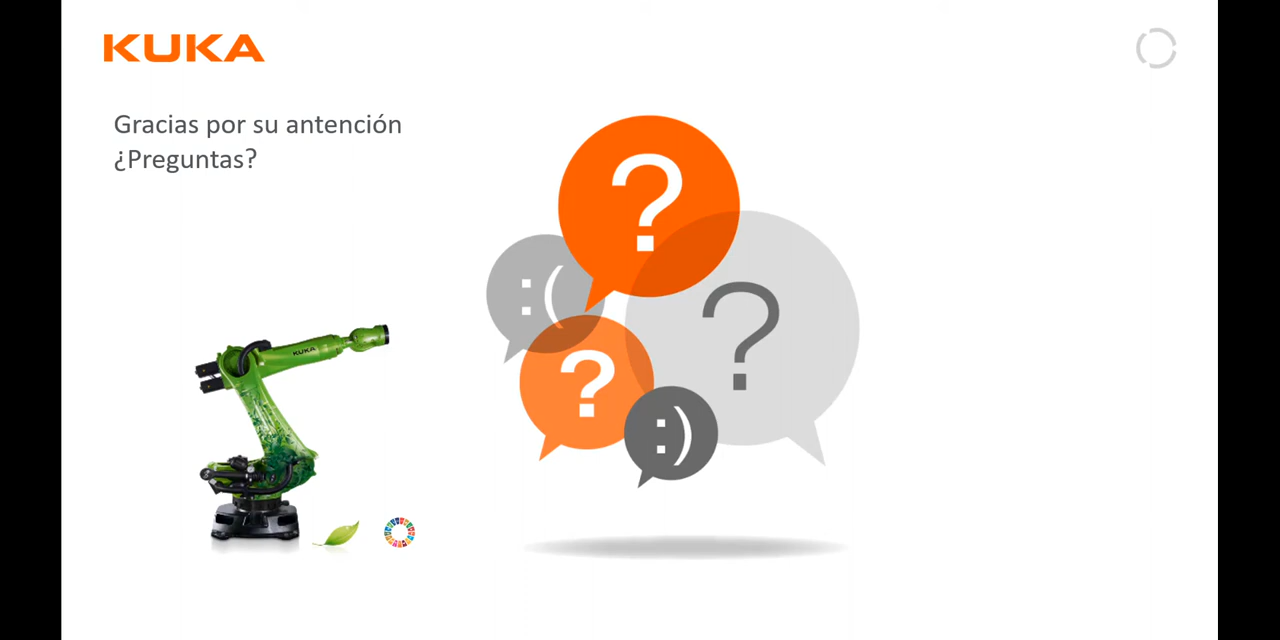 KUKA
Gracias por su antención
¿Preguntas?
?
:(
?
?
:)
KUKA